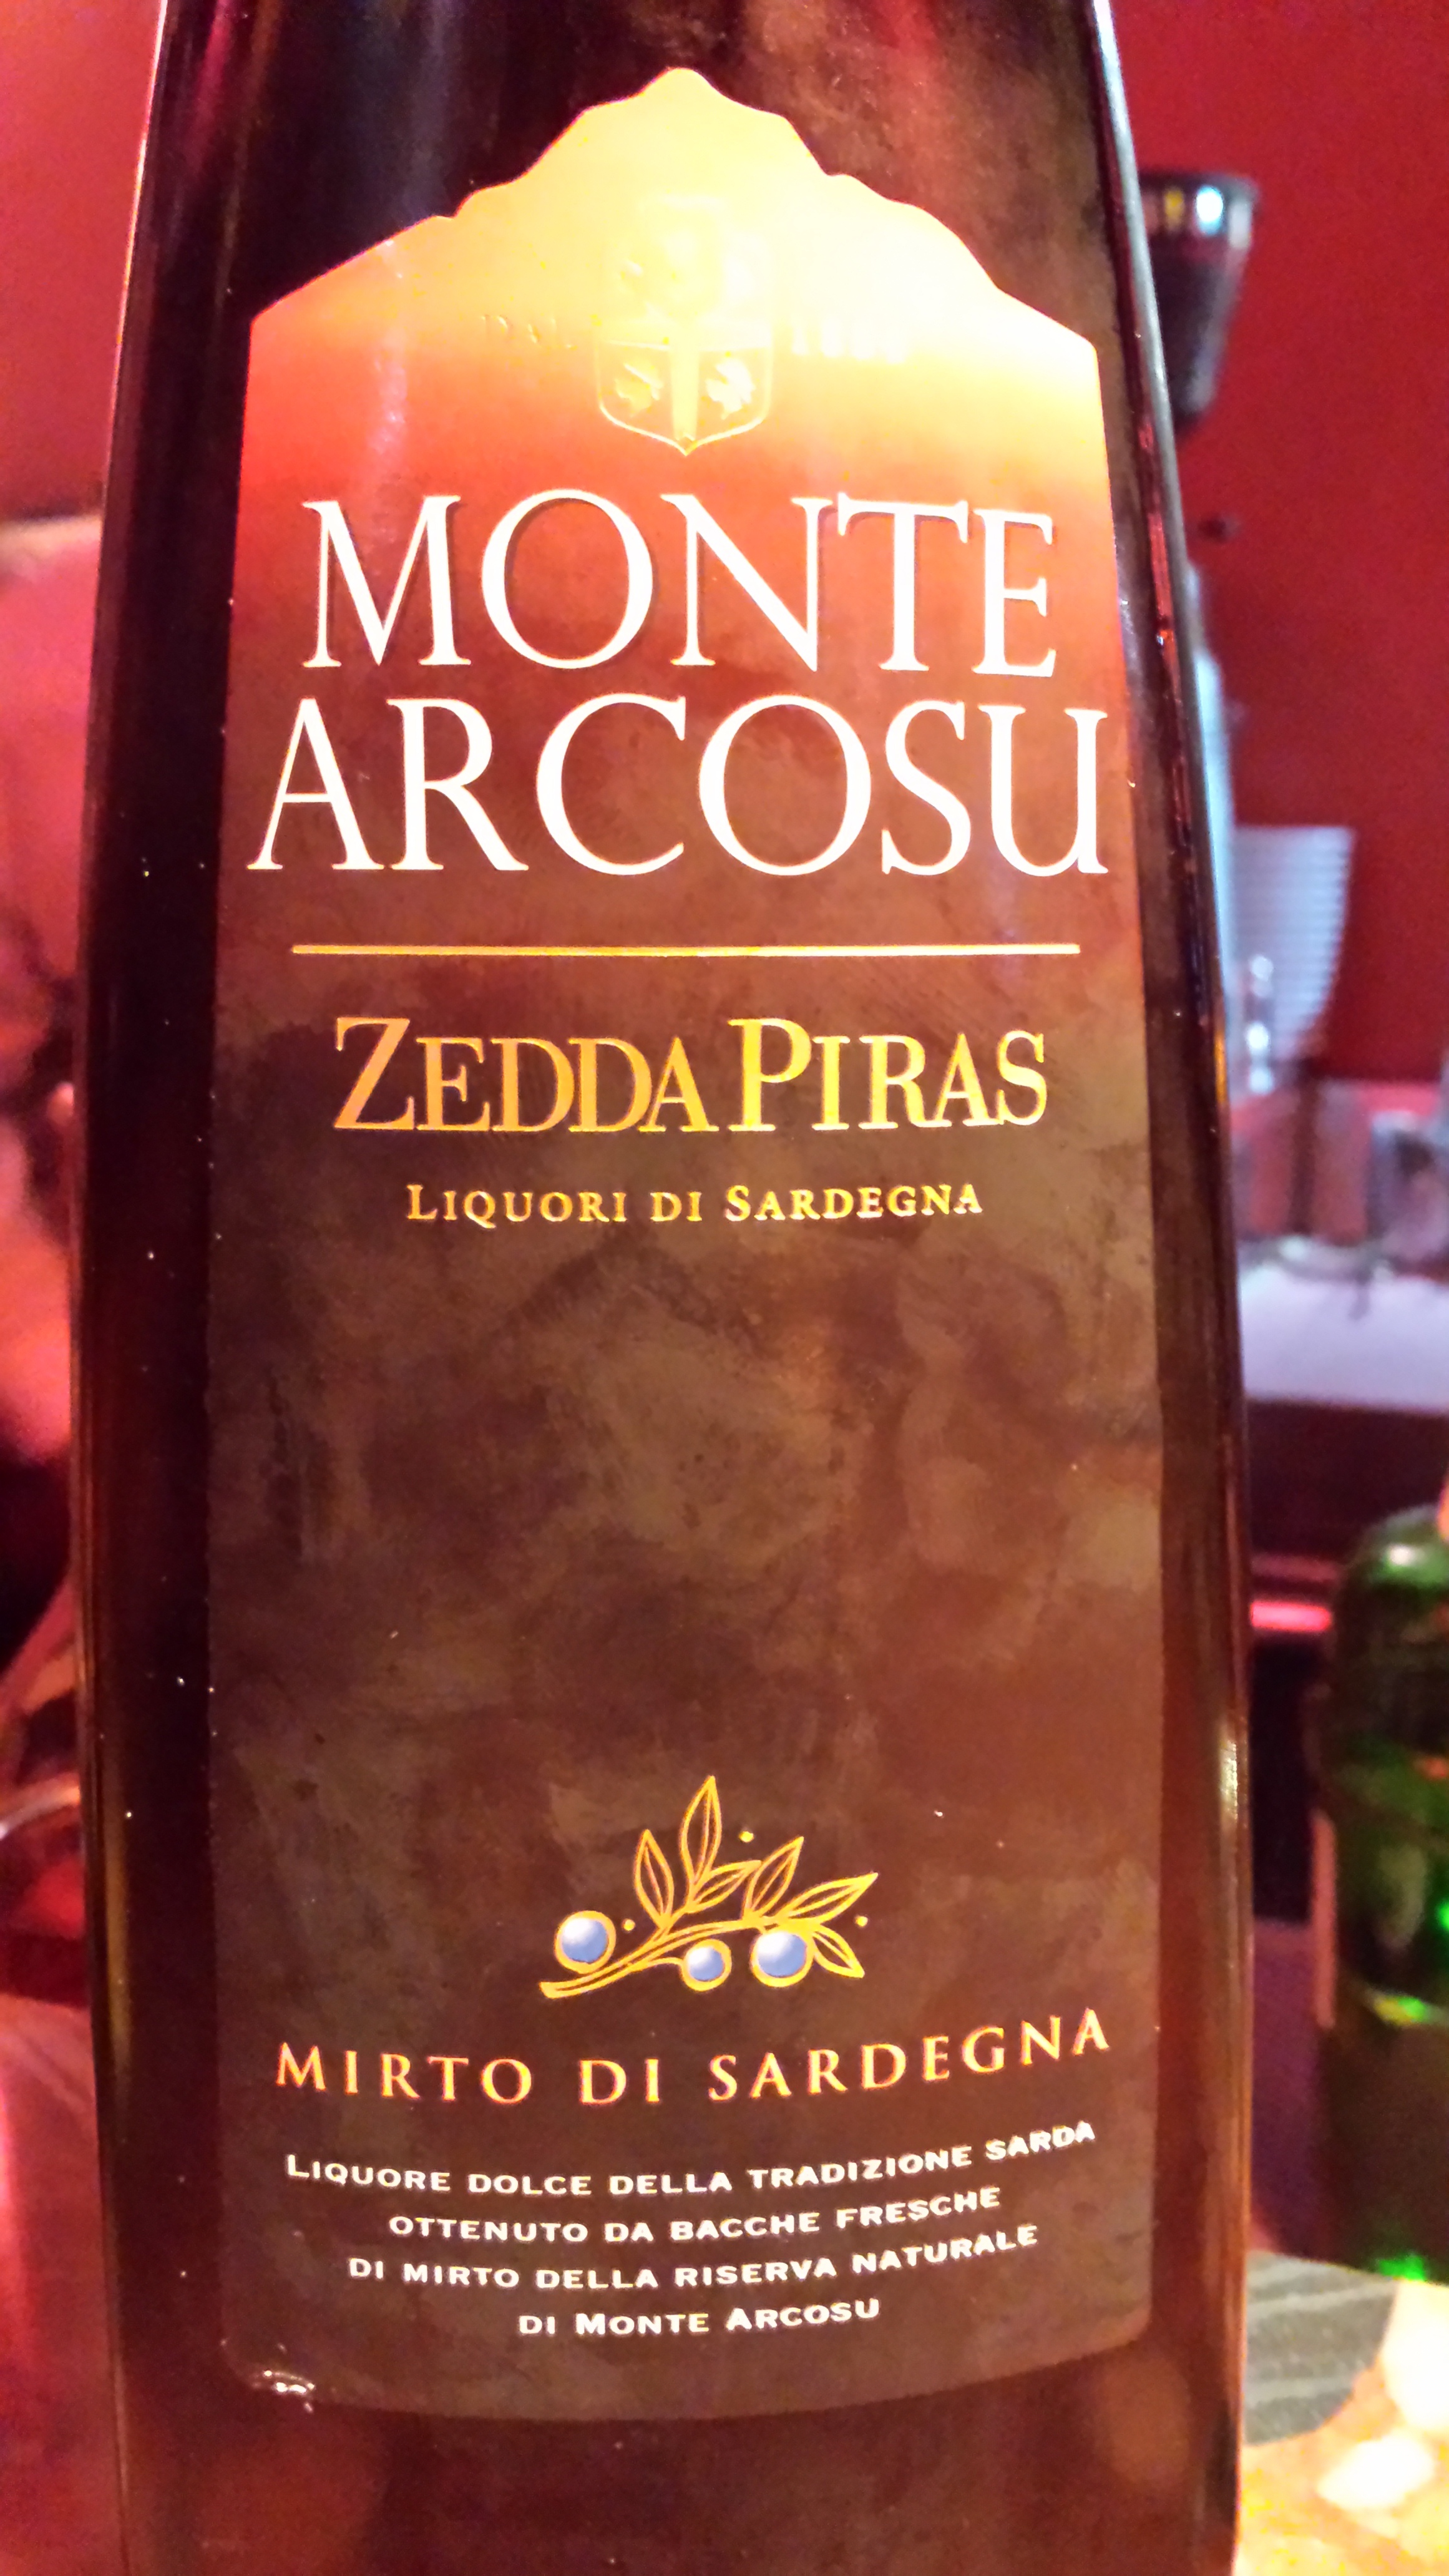 DAL
MONTE
ARCOSU
ZEDDA PIRAS
LIQUORI DI SARDEGNA
MIRTO DI SARDEGNA
LIQUORE DOLCE DELLA TRADIZIONE SARDA
OTTENUTO DA BACCHE FRESCHE
DI MIRTO DELLA RISERVA NATURALE
DI MONTE ARCOSU